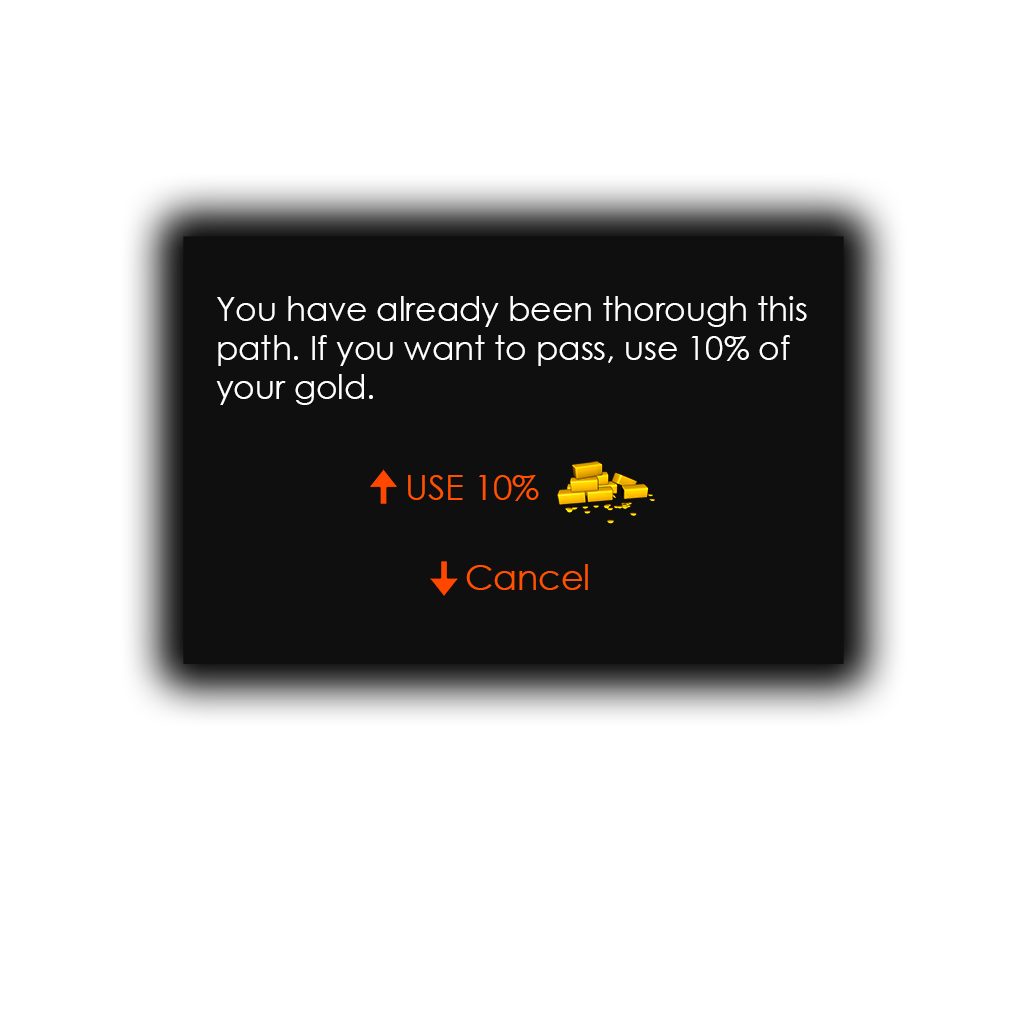 You have already been thorough this
path. If you want to pass, use 10% of
your gold.
USE 10%
Cancel